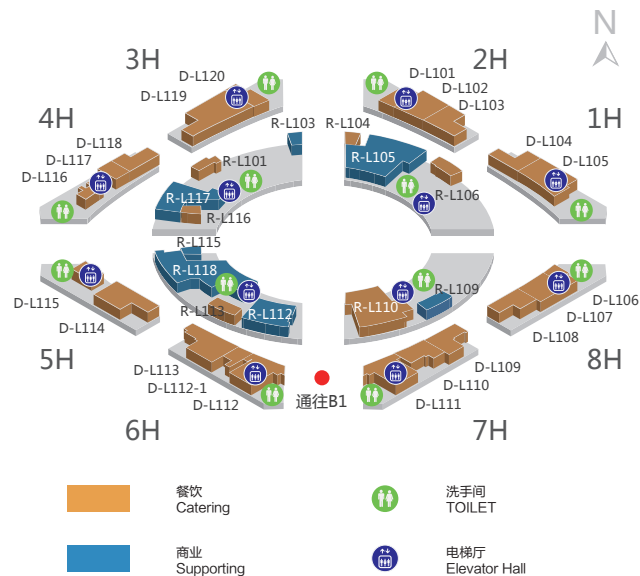 N
3H
2H
D-L120
D-L101
D-L119
D-L102
D-L103
4H
1H
R-L103
R-L104
D-L118
D-L104
D-L117
R-L101
R-L105
D-L105
D-L116
R-L106
R-L117
R-L116
R-L115
R-L118
D-L115
R-L109
D-L106
R-L113
R-L112
R-L110
D-L107
D-L114
D-L108
5H
8H
D-L113
D-L109
D-L112-1
D-L110
D-L112
通往B1
D-L111
6H
7H
餐饮
Catering
洗手间
TOILET
商业
Supporting
电梯厅
Elevator Hall